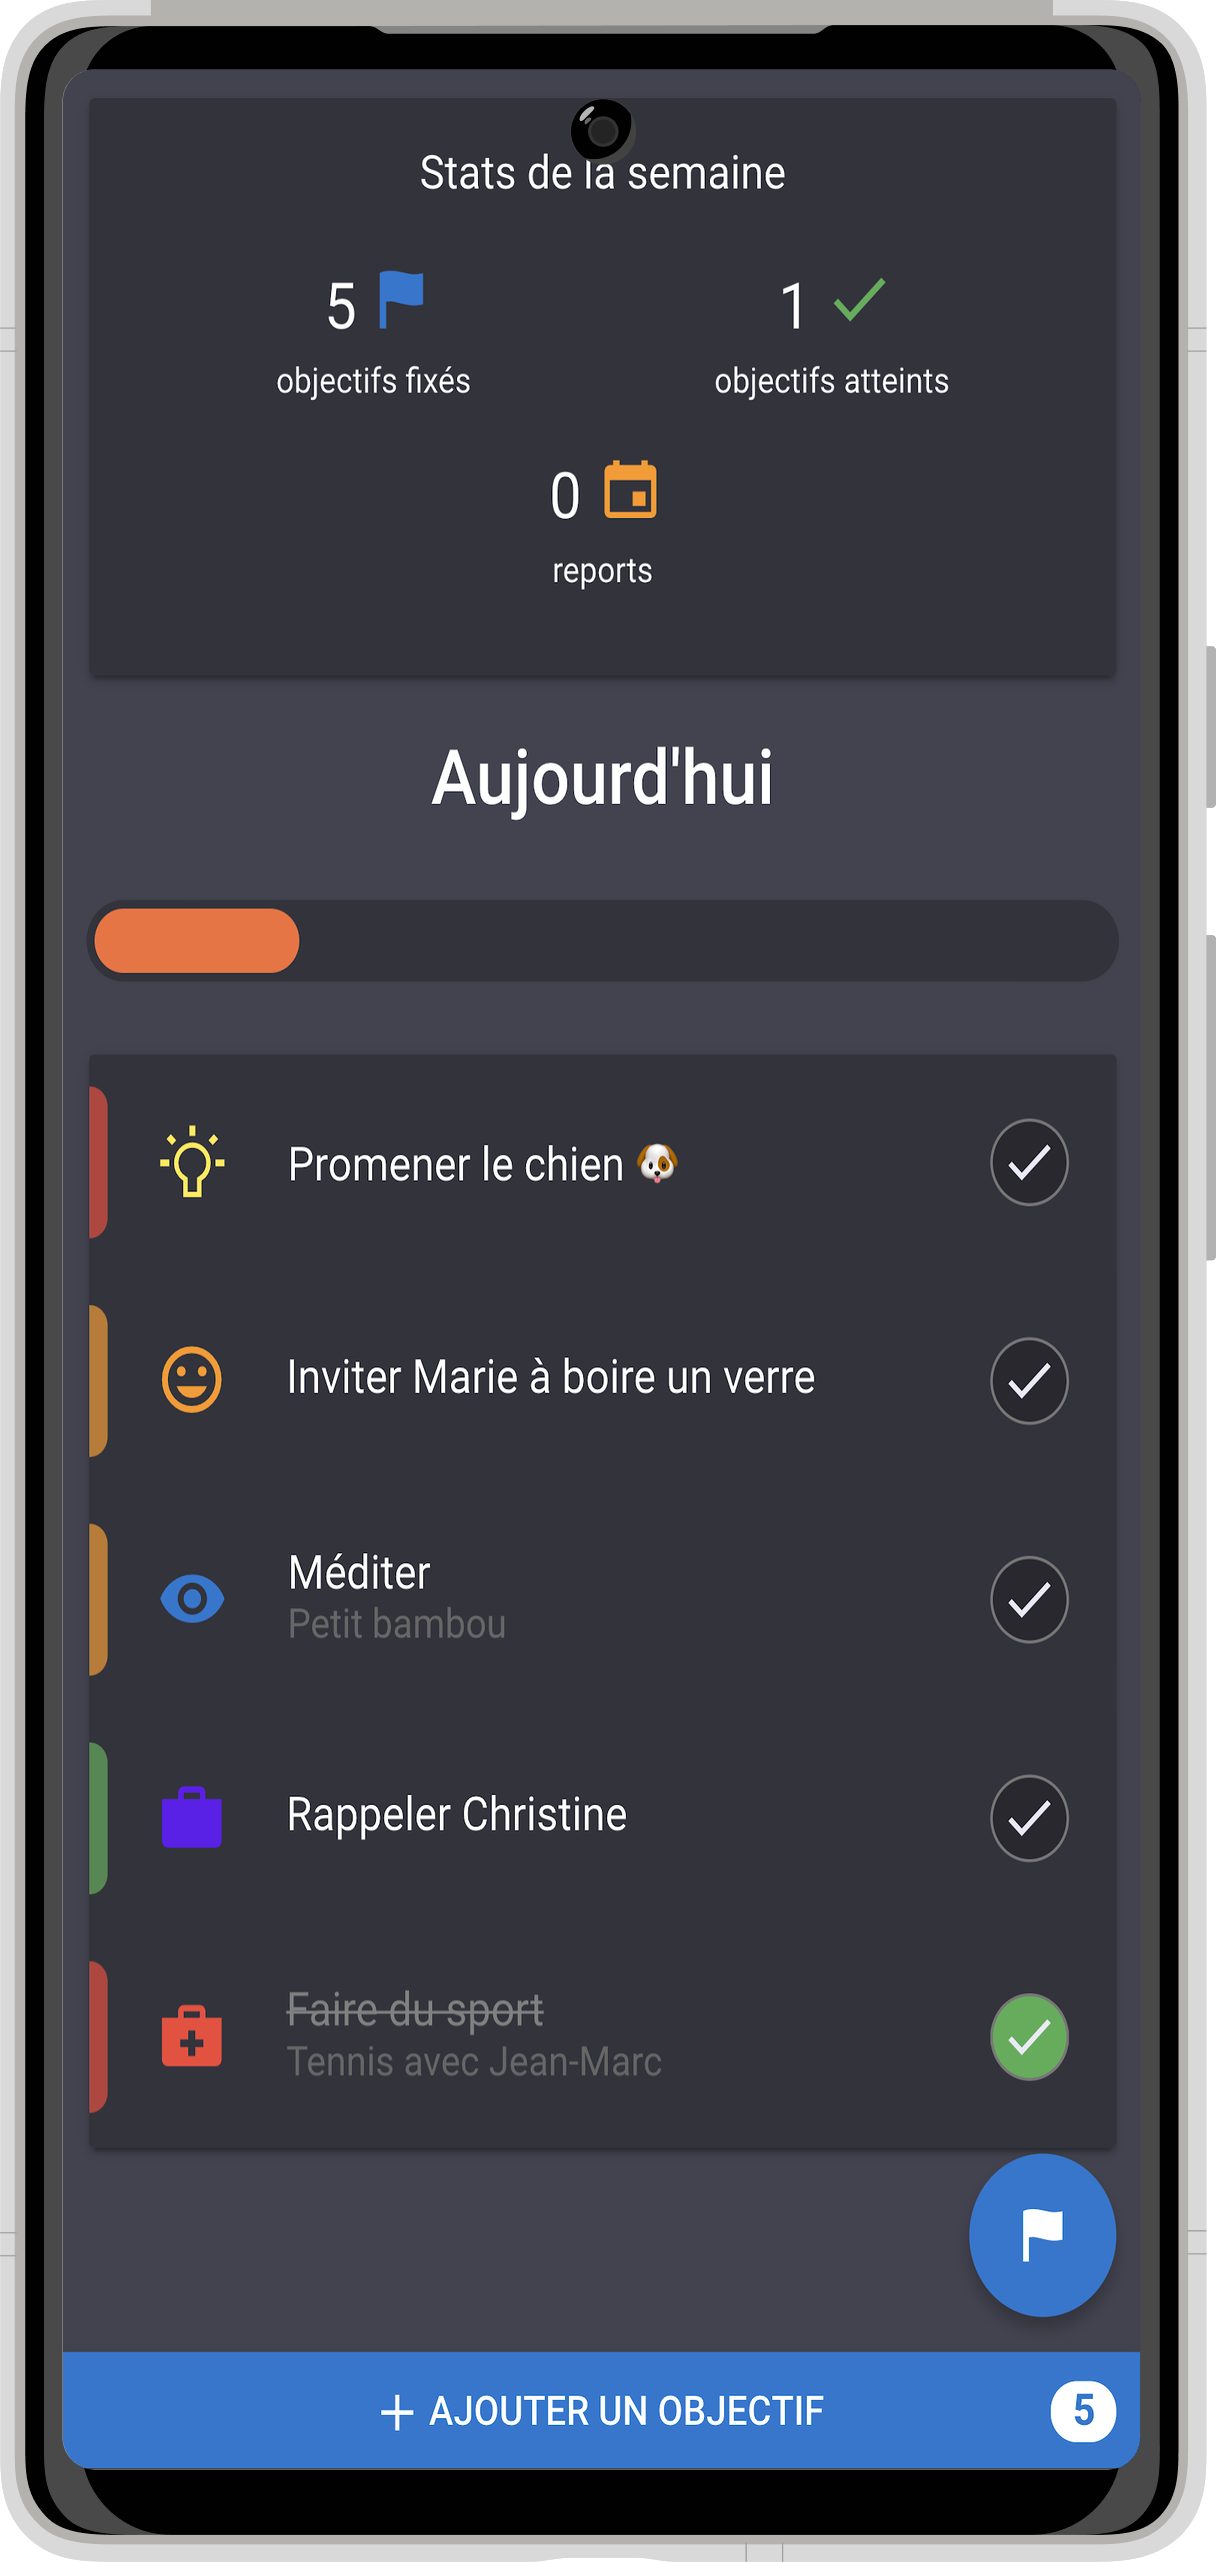 Stats de la semaine
5
objectifs fixés
1
objectifs atteints
0
reports
Aujourd'hui
Promener le chien 🐶
Inviter Marie à boire un verre
Méditer
Petit bambou
Rappeler Christine
Faire du sport
Tennis avec Jean-Marc
+ AJOUTER UN OBJECTIF
5